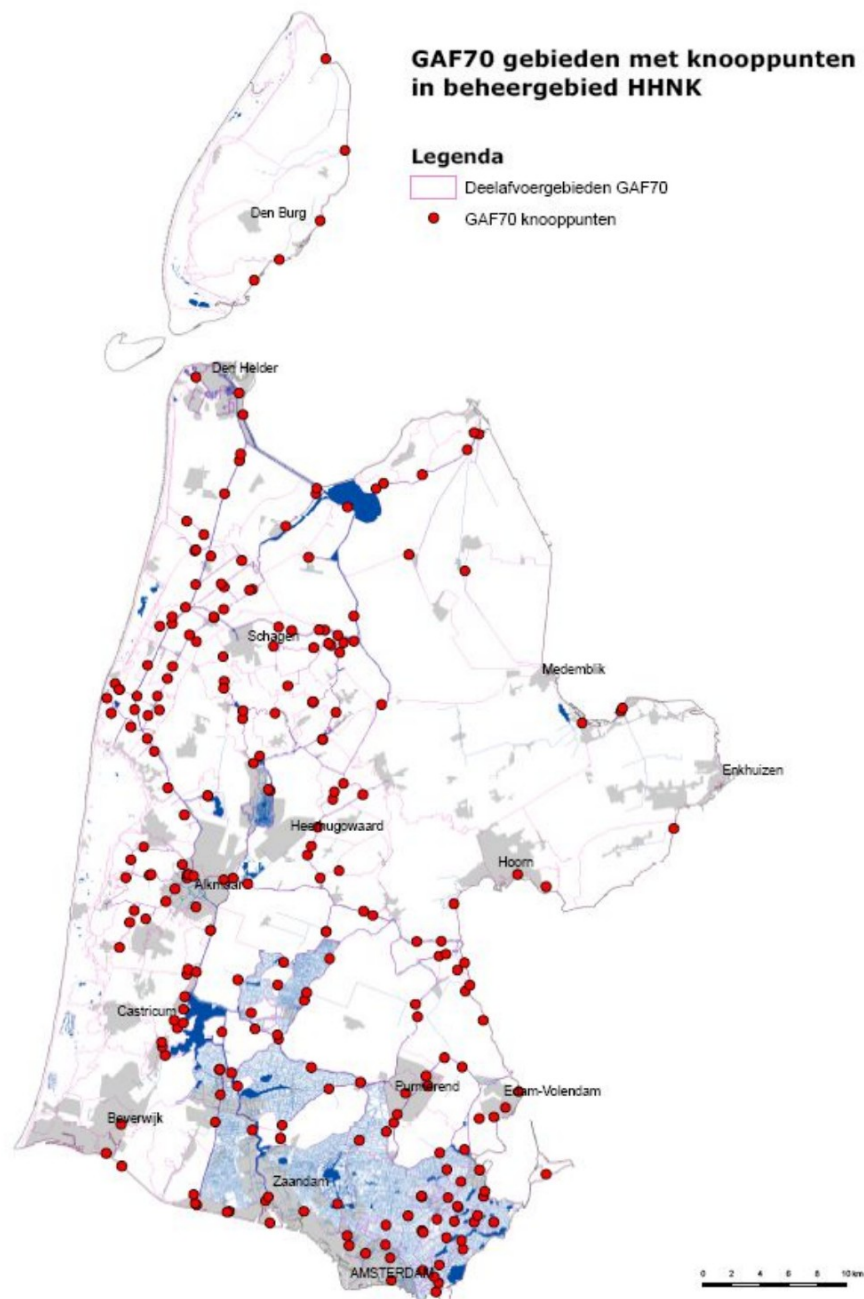 GAF70 gebieden met knooppunten
in beheergebied HHNK
Legenda
Deelafvoergebieden GAF70
GAF70 knooppunten
Den Burg
Den Helder
Schagen
Medemblik
Enkhuizen
Heerhugowaard
Hoorn
Alkmaar
Castricum
Purmerend
Edam-Volendam
Beverwijk
Zaandam
AMSTERDAM
0 2 4 6 8 10 km